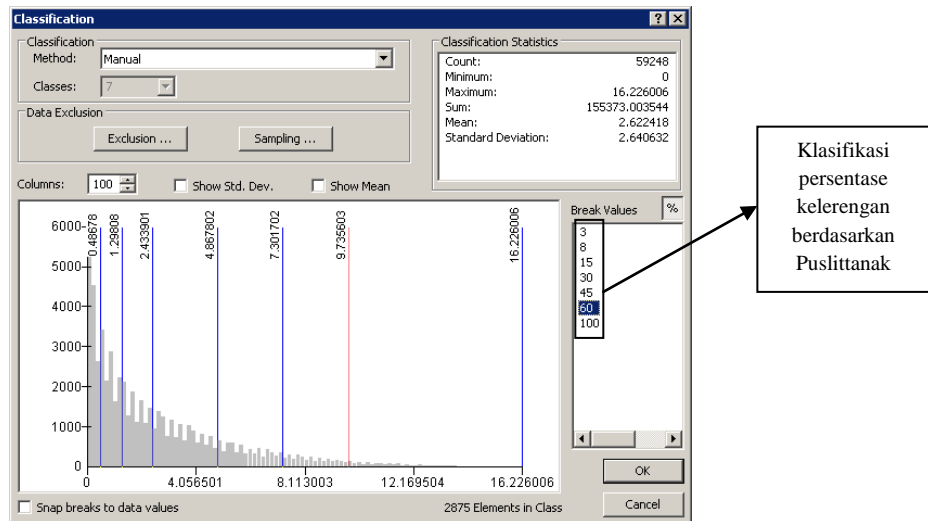 Classification
Classification
Method: Manual
Classes: 7
Data Exclusion
Exclusion ...
Sampling ...
Classification Statistics
Count: 59248
Minimum: 0
Maximum: 16.226006
Sum: 155373.003544
Mean: 2.622418
Standard Deviation: 2.640632
Columns: 100
Show Std. Dev.
Show Mean
Break Values
%
3
8
15
30
45
60
100
0.48678
1.29808
2.433901
4.867802
7.301702
9.735603
16.226006
6000
5000
4000
3000
2000
1000
0
0
4.056501
8.113003
12.169504
16.226006
Snap breaks to data values
2875 Elements in Class
OK
Cancel
Klasifikasi
persentase
kelerengan
berdasarkan
Puslittanak